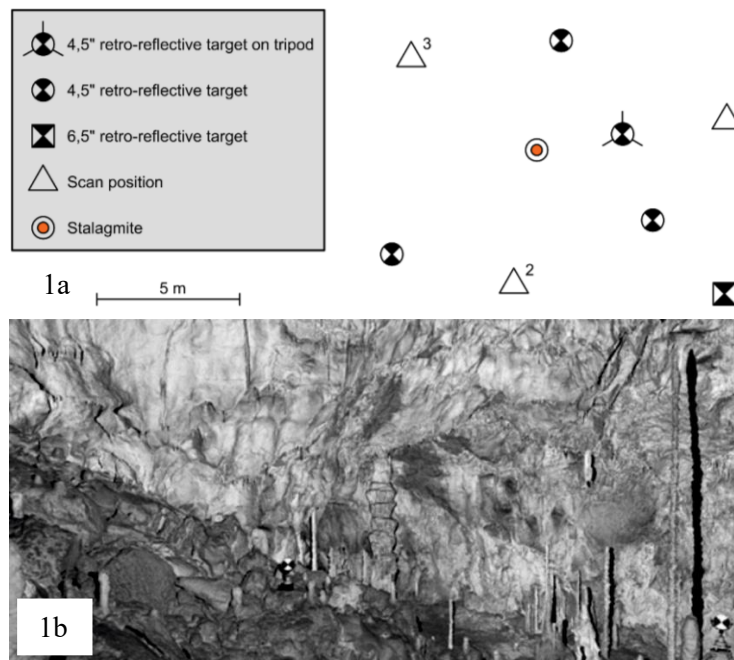 4,5" retro-reflective target on tripod
4,5" retro-reflective target
6,5" retro-reflective target
Scan position
Stalagmite
1a
5 m
3
2
1b